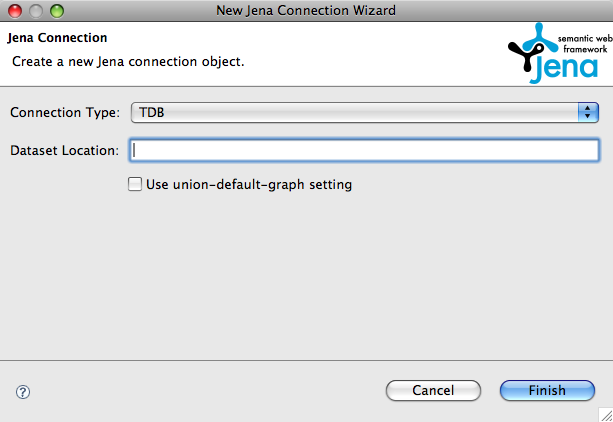 New Jena Connection Wizard
Jena Connection
Create a new Jena connection object.
semantic web
framework
Jena
Connection Type: TDB
Dataset Location:
Use union-default-graph setting
?
Cancel Finish